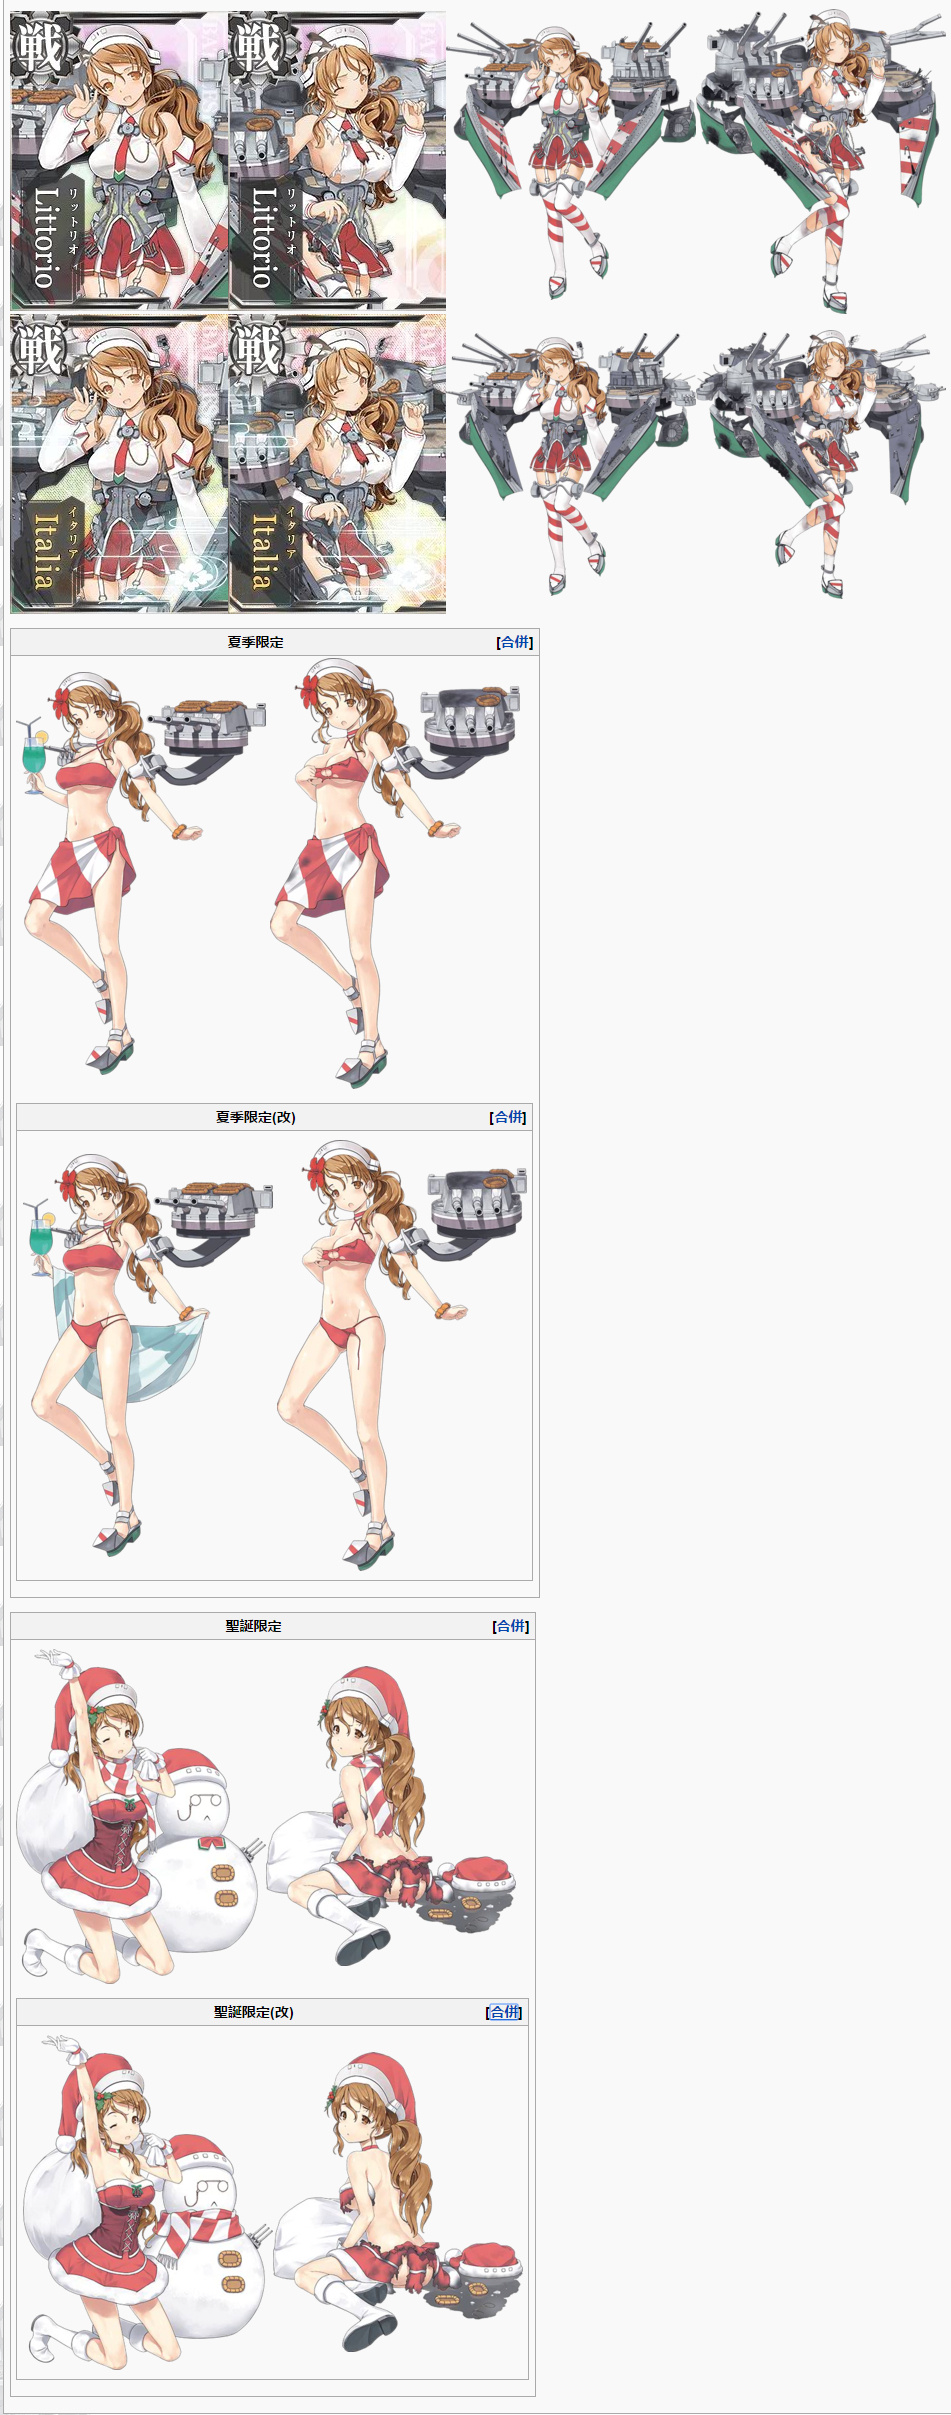 戦
リットリオ
Littorio
戦
リットリオ
Littorio
戦
イタリア
Italia
戦
イタリア
Italia
夏季限定 [合併]
夏季限定(改) [合併]
聖誕限定 [合併]
聖誕限定(改) [合併]